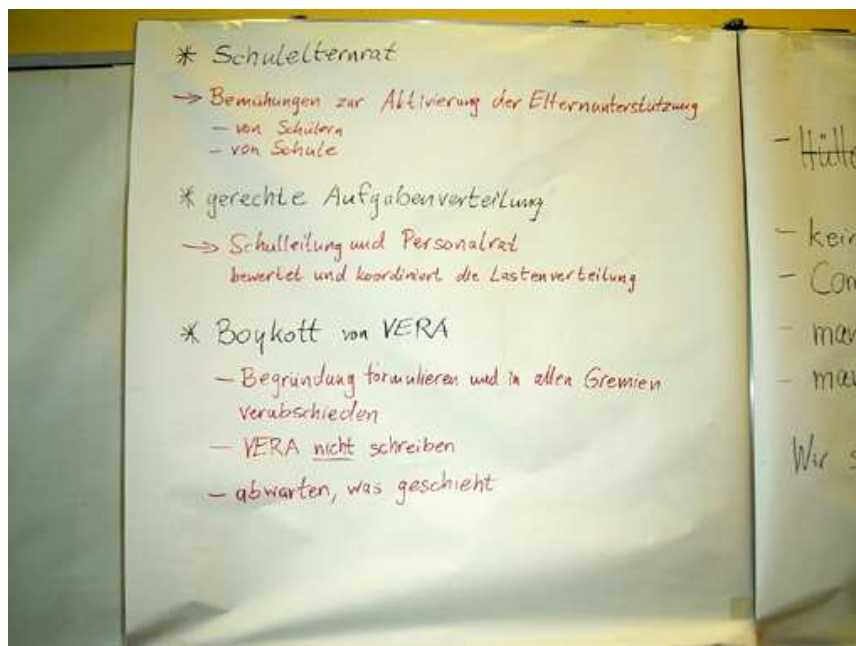 * Schulelternrat
→ Bemühungen zur Aktivierung der Elternunterstützung
– von Schülern
– von Schule
* gerechte Aufgabenverteilung
→ Schulleitung und Personalrat
bewertet und koordiniert die Lastenverteilung
* Boykott von VERA
– Begründung formulieren und in allen Gremien
verabschieden
– VERA nicht schreiben
– abwarten, was geschieht
–
– kein
–
–
–
Wir